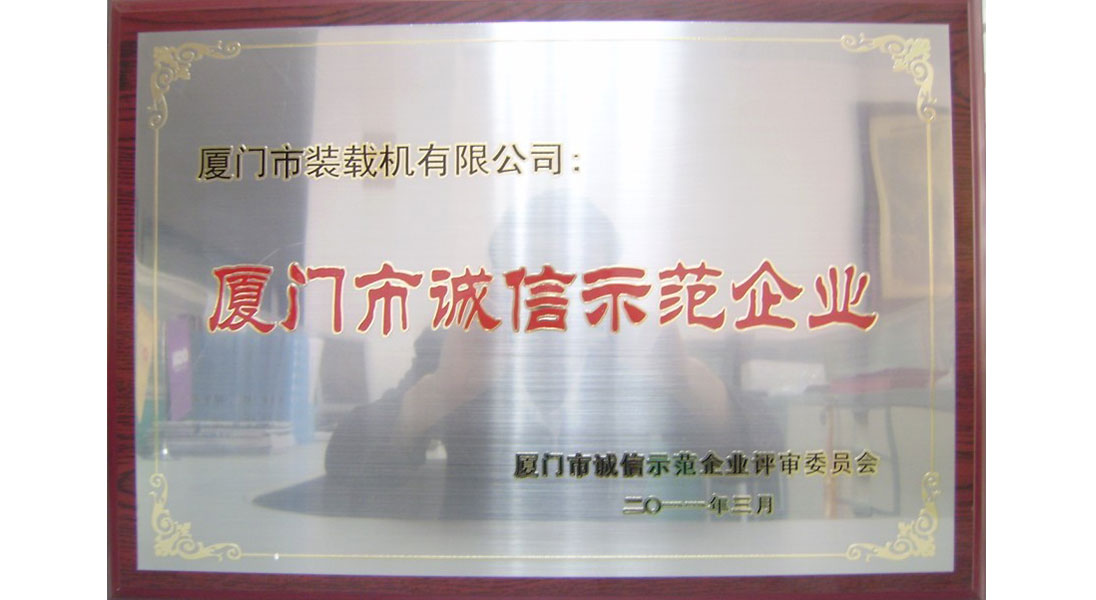 厦门市装载机有限公司：
厦门市诚信示范企业
厦门市诚信示范企业评审委员会
二〇一一年三月